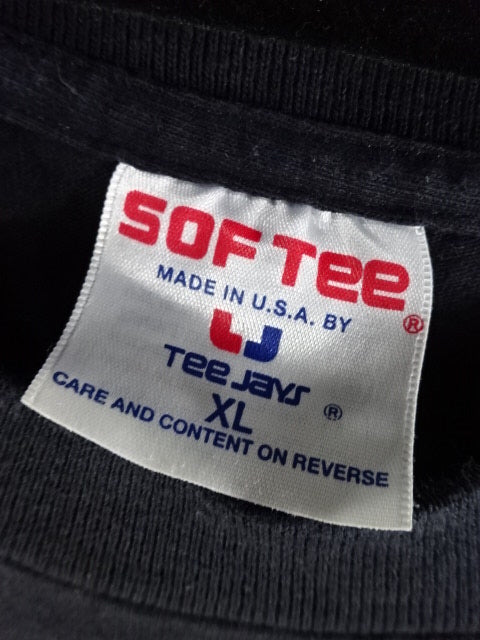 SOF Tee ®
MADE IN U.S.A. BY
Tee Jays ®
XL
CARE AND CONTENT ON REVERSE